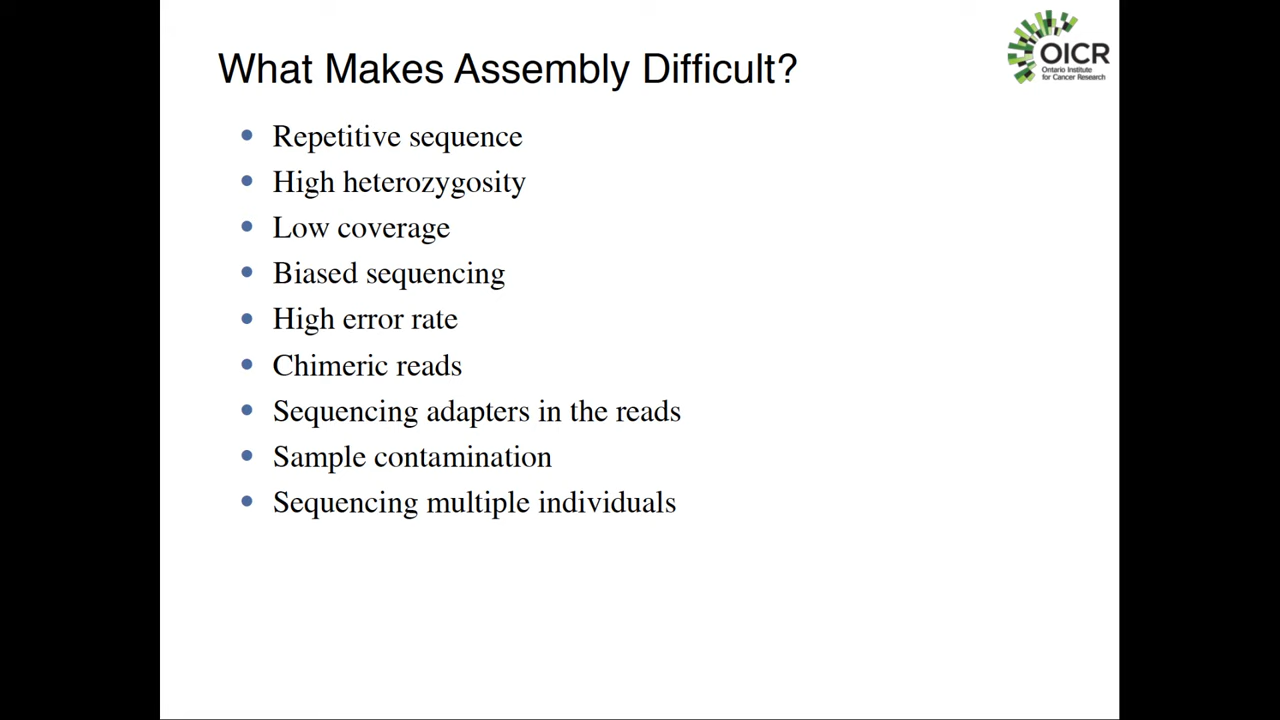 What Makes Assembly Difficult?
OICR
Ontario Institute
for Cancer Research
• Repetitive sequence
• High heterozygosity
• Low coverage
• Biased sequencing
• High error rate
• Chimeric reads
• Sequencing adapters in the reads
• Sample contamination
• Sequencing multiple individuals